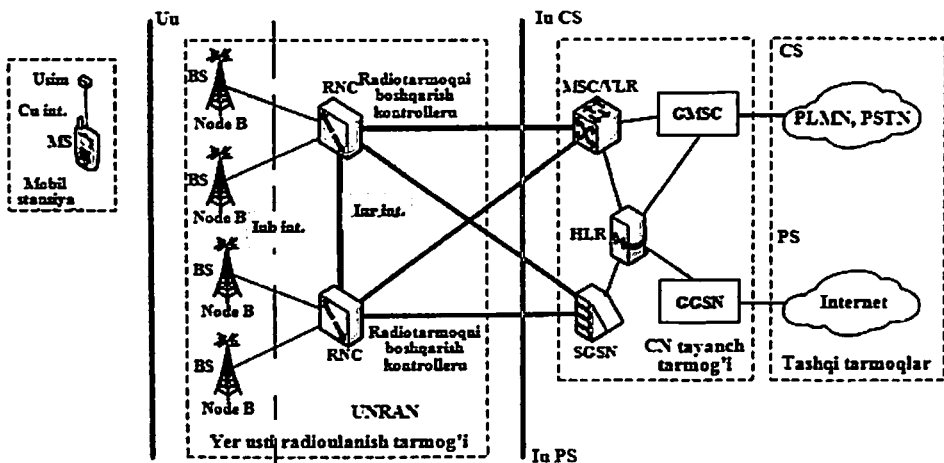 Uu
Iu CS
Usim
Cu int.
MS
Mobil
stansiya
BS
Node B
BS
Node B
BS
Node B
BS
Node B
Iub int.
RNC
Radiotarmoqni
boshqarish
kontrolleru
Iur int.
RNC
Radiotarmoqni
boshqarish
kontrolleru
UNRAN
Yer usti radioulanish tarmog'i
MSC/VLR
GMSC
HLR
SGSN
GGSN
CN tayanch
tarmog'i
CS
PLMN, PSTN
PS
Internet
Tashqi tarmoqlar
Iu PS